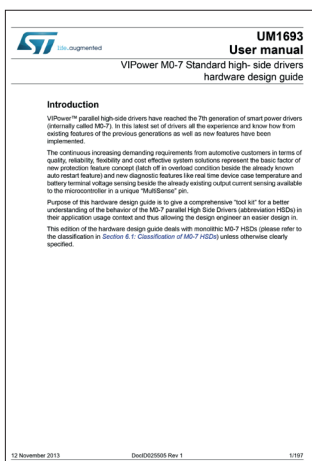 ST
life.augmented
UM1693
User manual
VIPower M0-7 Standard high- side drivers
hardware design guide
Introduction
VIPower™ parallel high-side drivers have reached the 7th generation of smart power drivers
(internally called M0-7). In this latest set of drivers all the experience and know how from
existing features of the previous generations as well as new features have been
implemented.
The continuous increasing demanding requirements from automotive customers in terms of
quality, reliability, flexibility and cost effective system solutions represent the basic factor of
new protection feature concept (latch off in overload condition beside the already known
auto restart feature) and new diagnostic features like real time device case temperature and
battery terminal voltage sensing beside the already existing output current sensing available
to the microcontroller in a unique "MultiSense" pin.
Purpose of this hardware design guide is to give a comprehensive "tool kit" for a better
understanding of the behavior of the M0-7 parallel High Side Drivers (abbreviation HSDs) in
their application usage context and thus allowing the design engineer an easier design in.
This edition of the hardware design guide deals with monolithic M0-7 HSDs (please refer to
the classification in Section 6.1: Classification of M0-7 HSDs) unless otherwise clearly
specified.
12 November 2013 DocID025505 Rev 1 1/197